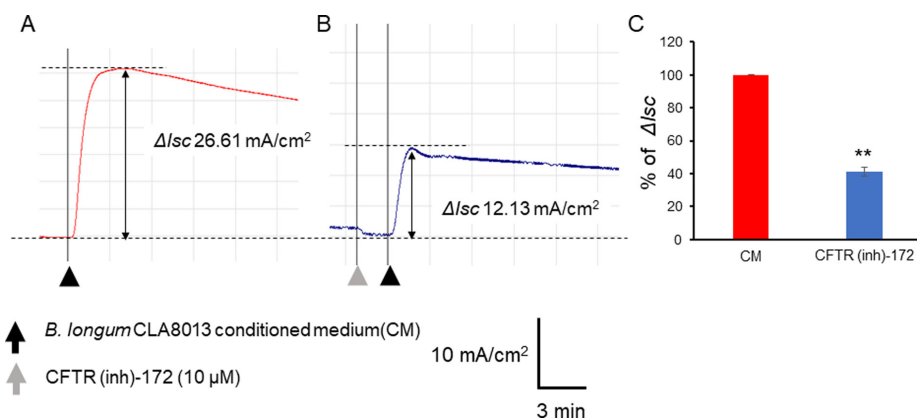 A
ΔIsc 26.61 mA/cm²
B
ΔIsc 12.13 mA/cm²
C
% of ΔIsc
120
100
80
60
40
20
0
**
CM
CFTR (inh)-172
B. longum CLA8013 conditioned medium(CM)
CFTR (inh)-172 (10 μM)
10 mA/cm²
3 min